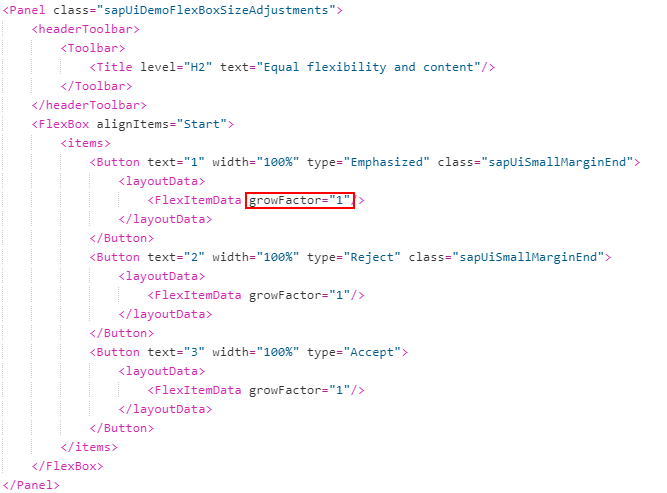 <Panel class="sapUiDemoFlexBoxSizeAdjustments">
<headerToolbar>
<Toolbar>
<Title level="H2" text="Equal flexibility and content"/>
</Toolbar>
</headerToolbar>
<FlexBox alignItems="Start">
<items>
<Button text="1" width="100%" type="Emphasized" class="sapUiSmallMarginEnd">
<layoutData>
<FlexItemData growFactor="1"/>
</layoutData>
</Button>
<Button text="2" width="100%" type="Reject" class="sapUiSmallMarginEnd">
<layoutData>
<FlexItemData growFactor="1"/>
</layoutData>
</Button>
<Button text="3" width="100%" type="Accept">
<layoutData>
<FlexItemData growFactor="1"/>
</layoutData>
</Button>
</items>
</FlexBox>
</Panel>